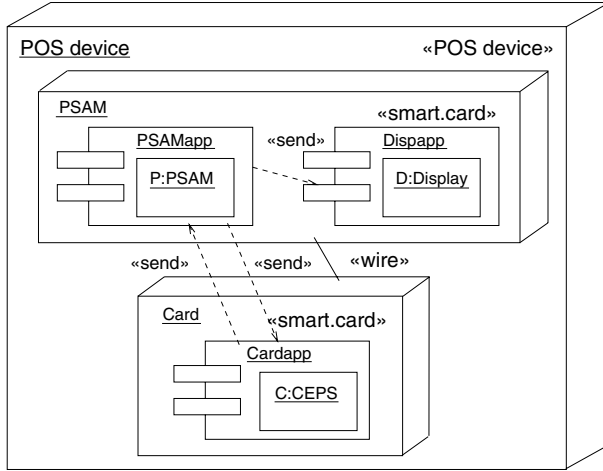 POS device «POS device»
PSAM
«smart.card»
PSAMapp «send» Dispapp
P:PSAM D:Display
«send» «send» «wire»
Card
«smart.card»
Cardapp
C:CEPS